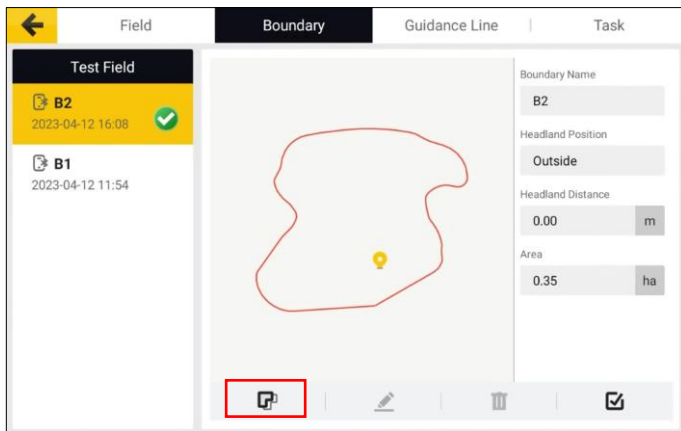 Field
Boundary
Guidance Line
Task
Test Field
B2
2023-04-12 16:08
B1
2023-04-12 11:54
Boundary Name
B2
Headland Position
Outside
Headland Distance
0.00 m
Area
0.35 ha